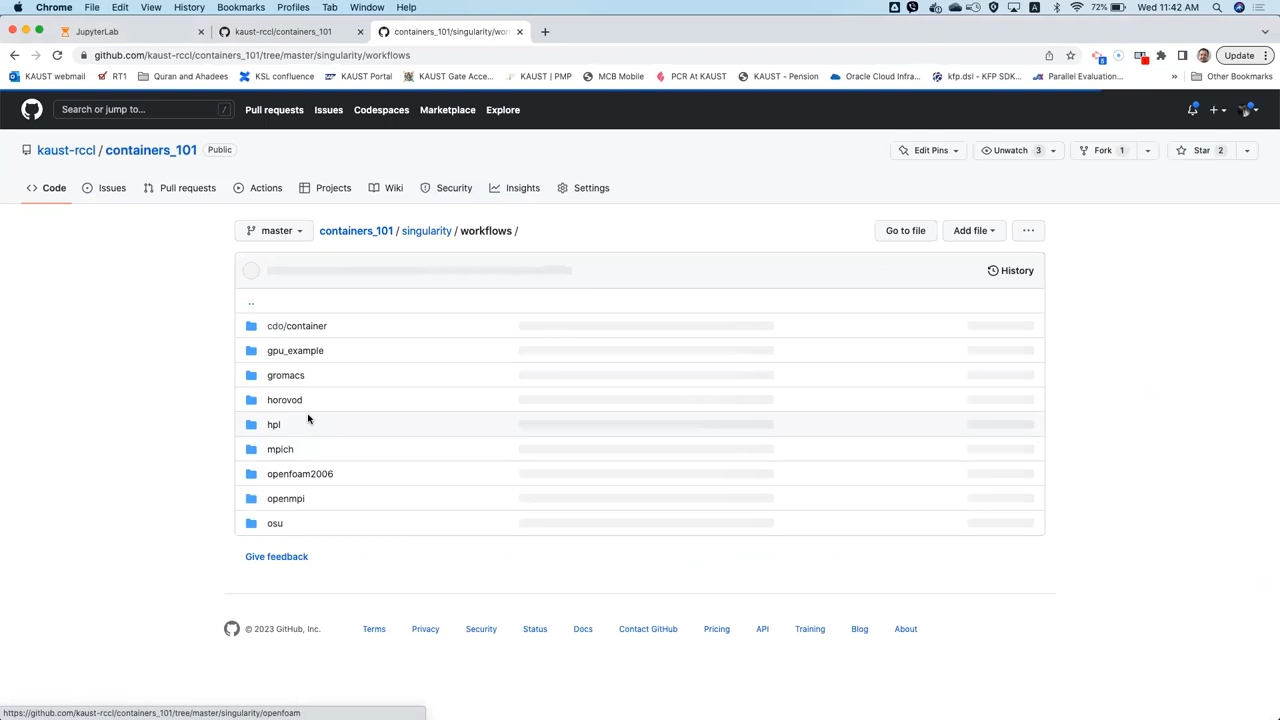 Chrome File Edit View History Bookmarks Profiles Tab Window Help 72% Wed 11:42 AM
JupyterLab kaust-rccl/containers_101 containers_101/singularity/wor
github.com/kaust-rccl/containers_101/tree/master/singularity/workflows Update
KAUST webmail RT1 Quran and Ahadees KSL confluence KAUST Portal KAUST Gate Acce... KAUST | PMP MCB Mobile PCR At KAUST KAUST - Pension Oracle Cloud Infra... kfp.dsl - KFP SDK... Parallel Evaluation... » Other Bookmarks
Search or jump to... / Pull requests Issues Codespaces Marketplace Explore
kaust-rccl / containers_101 Public Edit Pins Unwatch 3 Fork 1 Star 2
Code Issues Pull requests Actions Projects Wiki Security Insights Settings
master containers_101 / singularity / workflows / Go to file Add file ...
History
..
cdo/container
gpu_example
gromacs
horovod
hpl
mpich
openfoam2006
openmpi
osu
Give feedback
© 2023 GitHub, Inc. Terms Privacy Security Status Docs Contact GitHub Pricing API Training Blog About
https://github.com/kaust-rccl/containers_101/tree/master/singularity/openfoam